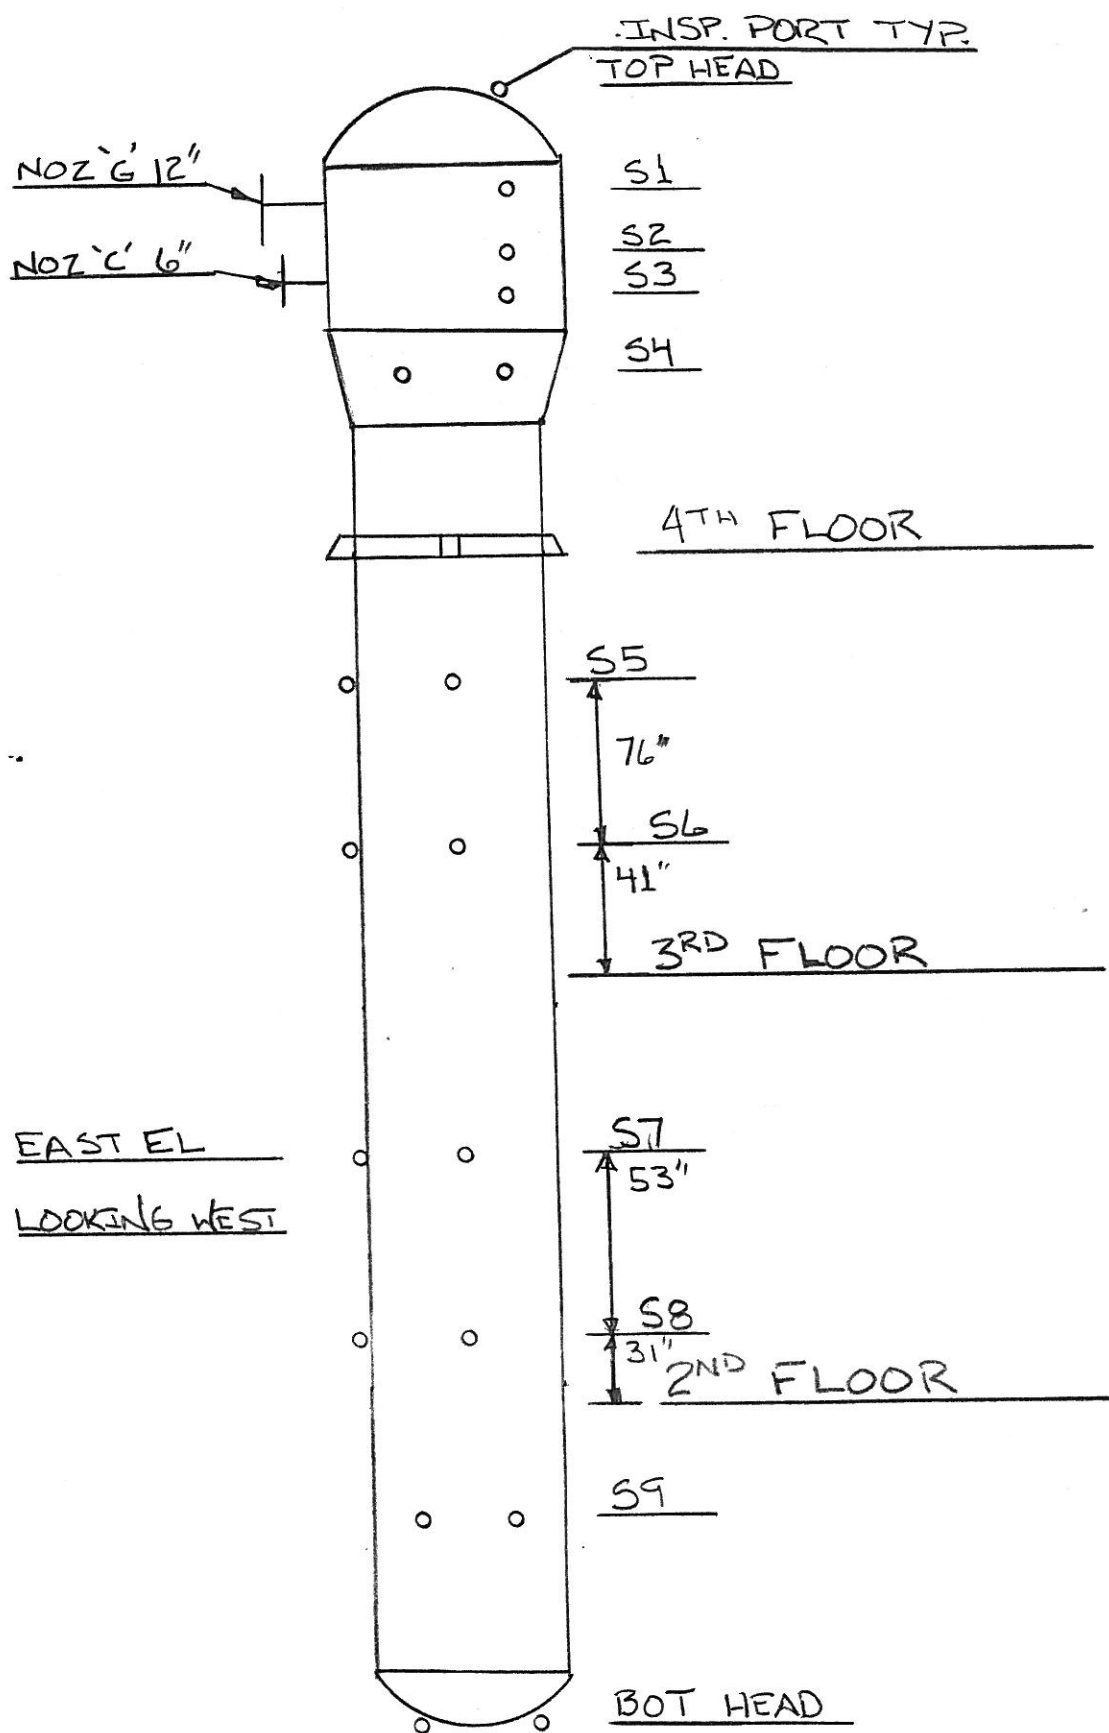 .INSP. PORT TYP.
TOP HEAD
NOZ 'G' 12"
S1
S2
NOZ 'C' 6"
S3
S4
4TH FLOOR
S5
76"
S6
41"
3RD FLOOR
EAST EL
S7
53"
LOOKING WEST
S8
31"
2ND FLOOR
S9
BOT HEAD